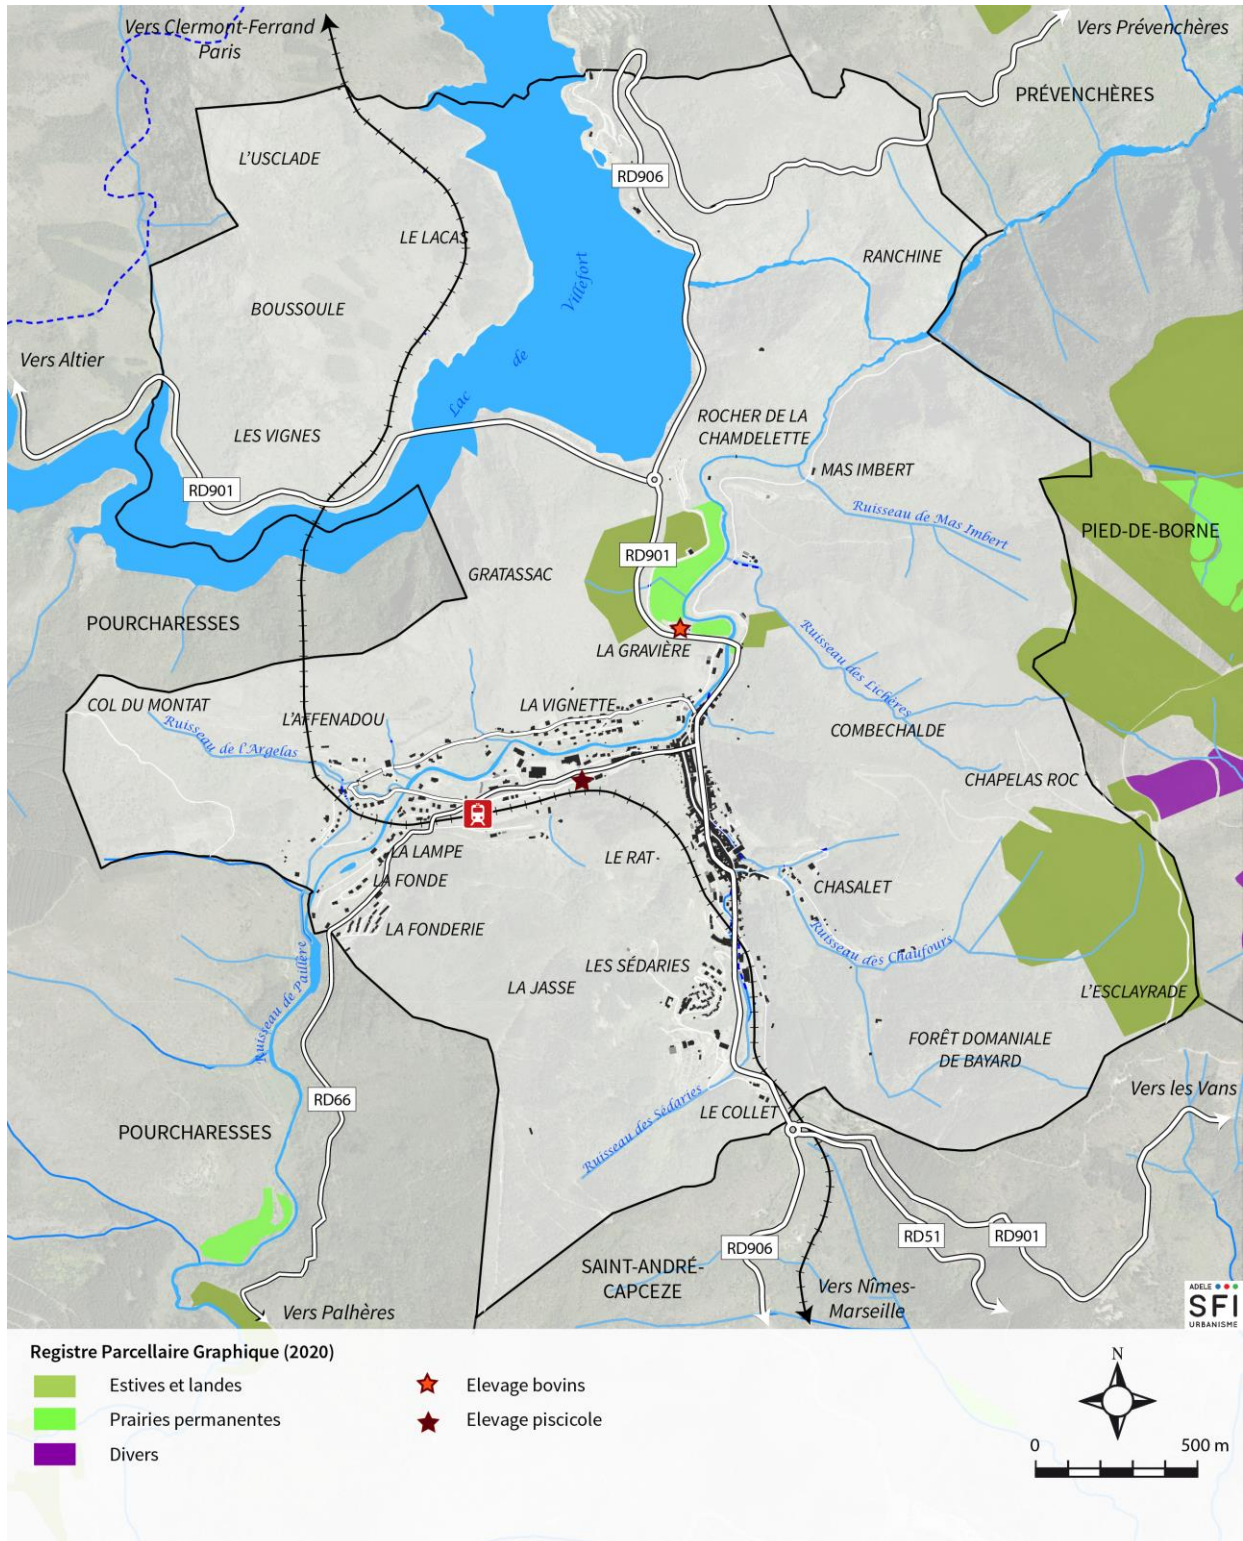 Vers Clermont-Ferrand
Paris
Vers Prévenchères
PRÉVENCHÈRES
L'USCLADE
RD906
LE LACAS
RANCHINE
BOUSSOULE
Lac de Villefort
Vers Altier
LES VIGNES
ROCHER DE LA
CHAMDELETTE
MAS IMBERT
RD901
Ruisseau de Mas Imbert
PIED-DE-BORNE
RD901
GRATASSAC
POURCHARESSES
LA GRAVIÈRE
Ruisseau des Lichères
COL DU MONTAT
L'AFFENADOU
LA VIGNETTE
Ruisseau de l'Argelas
COMBECHALDE
CHAPELAS ROC
LA LAMPE
LE RAT
LA FONDE
CHASALET
LA FONDERIE
Ruisseau des Chaufours
Ruisseau de Paillère
LES SÉDARIES
LA JASSE
L'ESCLAYRADE
FORÊT DOMANIALE
DE BAYARD
Vers les Vans
RD66
LE COLLET
Ruisseau des Sédaries
POURCHARESSES
RD906
RD51
RD901
SAINT-ANDRÉ-
CAPCEZE
Vers Nîmes-
Marseille
Vers Palhères
ADELE
SFI
URBANISME
Registre Parcellaire Graphique (2020)
Estives et landes
Prairies permanentes
Divers
Elevage bovins
Elevage piscicole
N
0 500 m